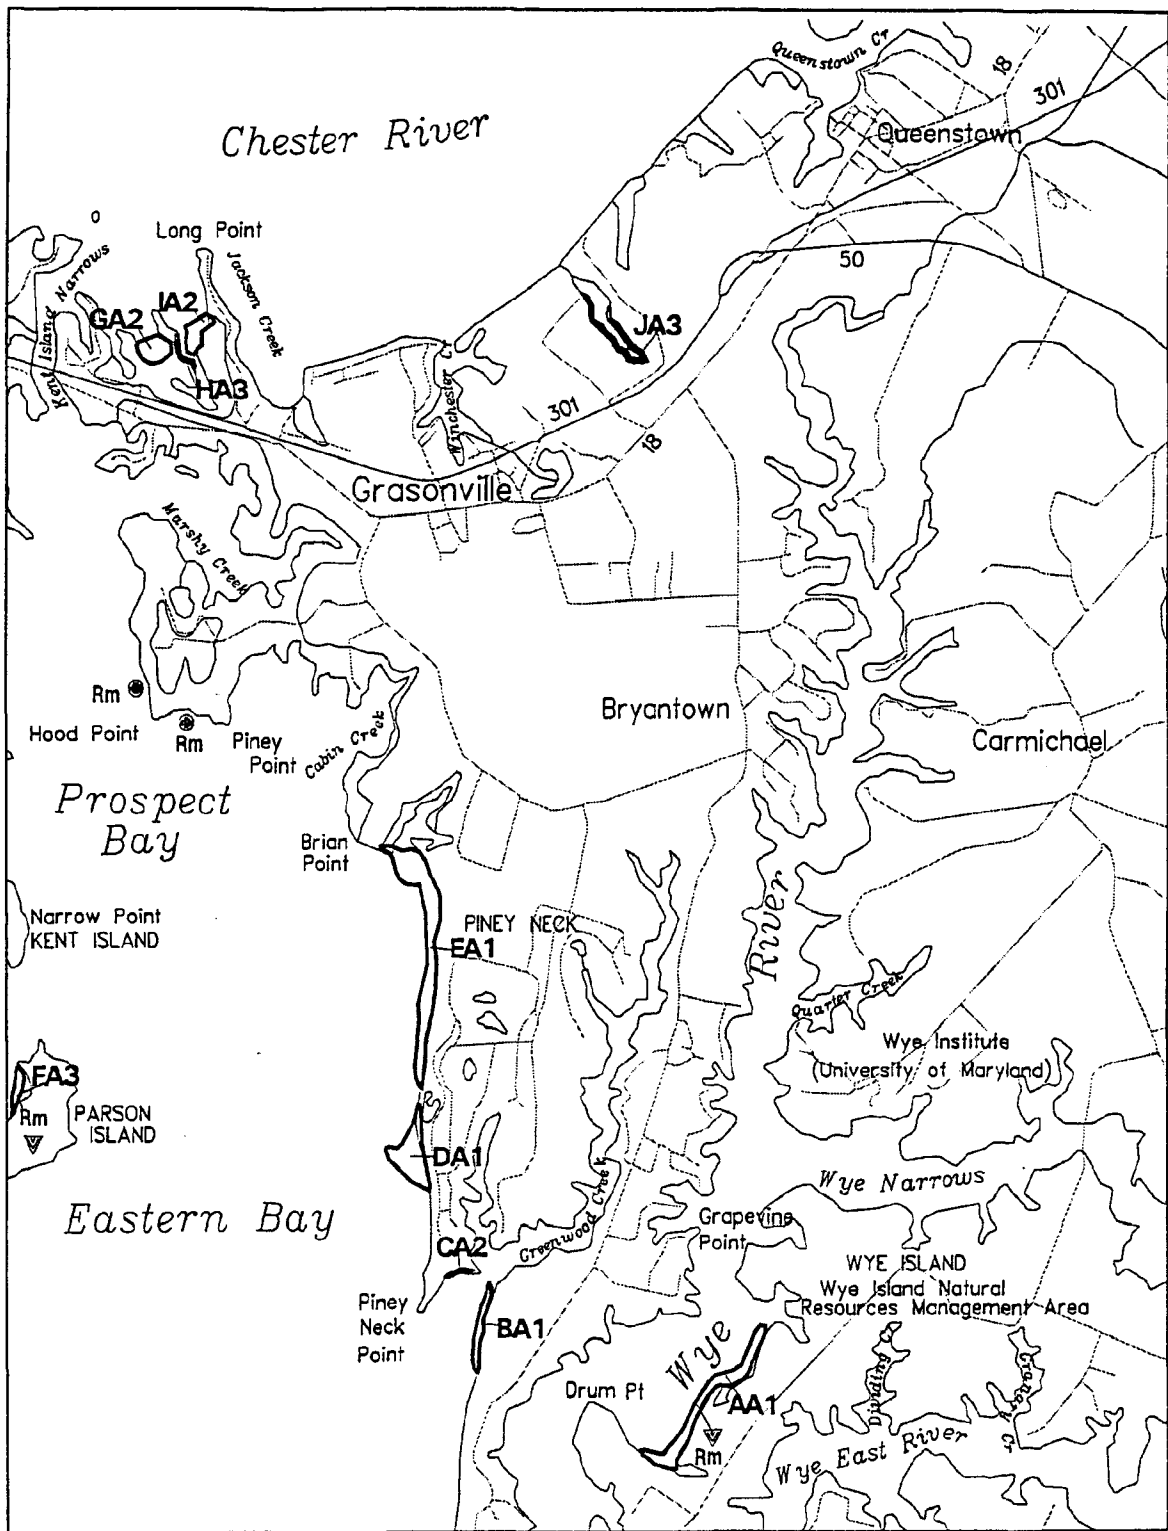 Queenstown Cr
18
301
Chester River
Queenstown
O
Long Point
Kent Island Narrows
Jackson Creek
50
IA2
GA2
JA3
HA3
Winchester Cr
301
18
Grasonville
Marshy Creek
Rm
Hood Point
Rm
Piney
Point
Cabin Creek
Bryantown
Carmichael
Prospect
Bay
Brian
Point
River
Narrow Point
KENT ISLAND
PINEY NECK
EA1
Quarter Creek
Wye Institute
(University of Maryland)
FA3
Rm
PARSON
ISLAND
DA1
Wye Narrows
Eastern Bay
Greenwood Creek
Grapevine
Point
CA2
WYE ISLAND
Wye Island Natural
Resources Management Area
Piney
Neck
Point
BA1
Wye
Drum Pt
AA1
Dividing Cr
Granary Cr
Rm
Wye East River